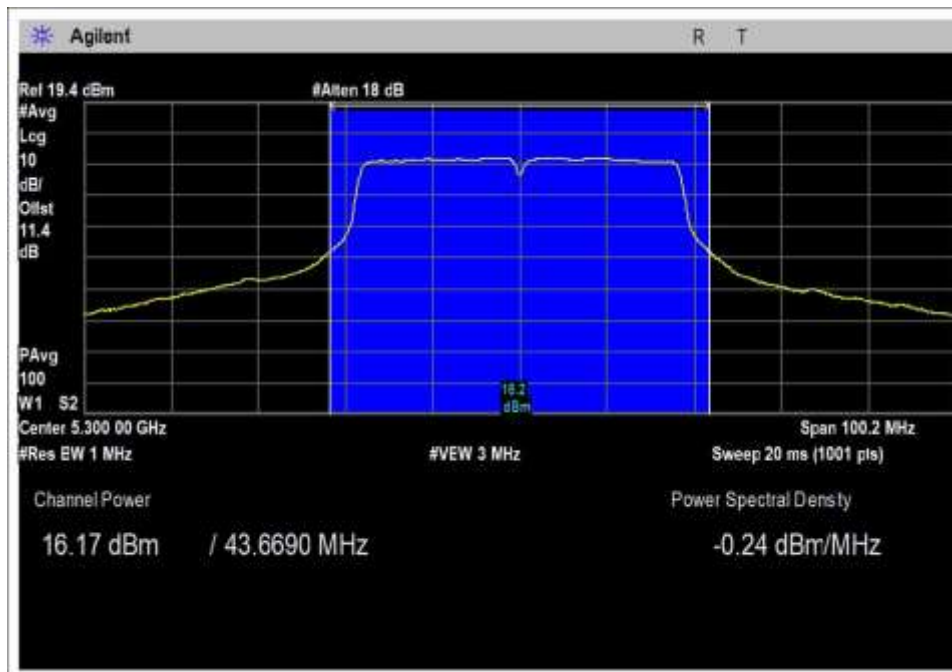 Agilent
R T
Ref 19.4 dBm #Atten 18 dB
#Avg
Log
10
dB/
Offst
11.4
dB
PAvg
100
W1 S2
16.2
dBm
Center 5.300 00 GHz Span 100.2 MHz
#Res BW 1 MHz #VBW 3 MHz Sweep 20 ms (1001 pts)
Channel Power Power Spectral Density
16.17 dBm / 43.6690 MHz -0.24 dBm/MHz